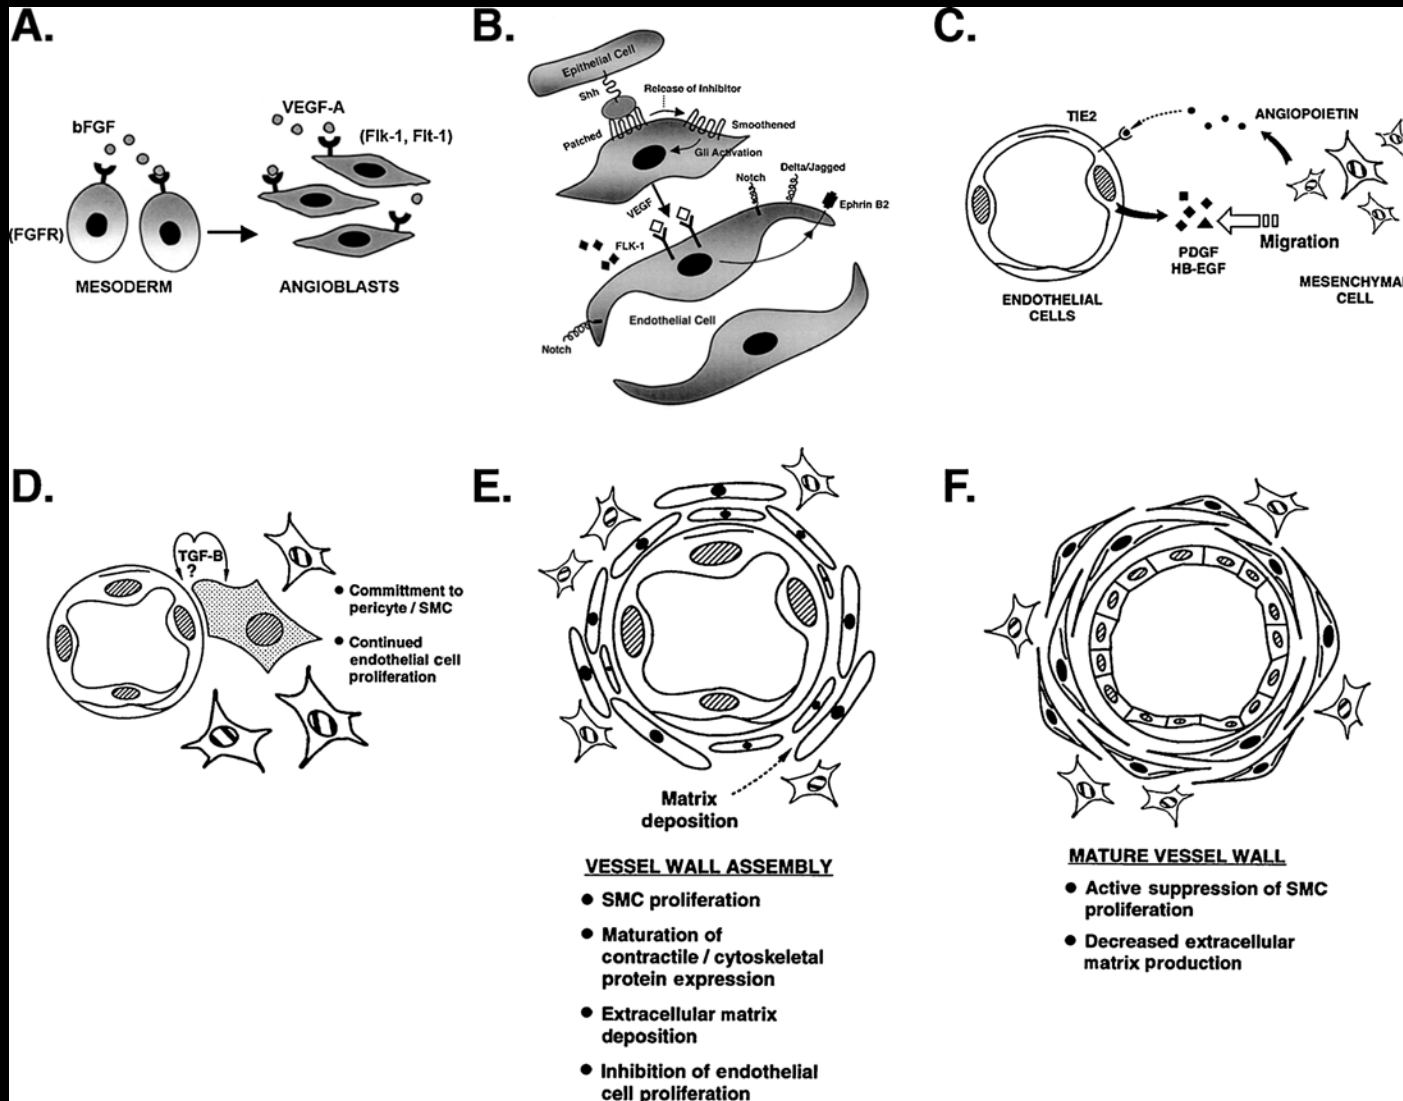 A.
bFGF
VEGF-A
(Flk-1, Flt-1)
(FGFR)
MESODERM
ANGIOBLASTS
B.
Epithelial Cell
Shh
Release of Inhibitor
Patched
Smoothened
Gli Activation
VEGF
Notch
Delta/Jagged
Ephrin B2
FLK-1
Endothelial Cell
Notch
C.
TIE2
ANGIOPOIETIN
PDGF
HB-EGF
Migration
ENDOTHELIAL
CELLS
MESENCHYMA
CELL
D.
TGF-B
?
● Commitment to
pericyte / SMC
● Continued
endothelial cell
proliferation
E.
Matrix
deposition
VESSEL WALL ASSEMBLY
● SMC proliferation
● Maturation of
contractile / cytoskeletal
protein expression
● Extracellular matrix
deposition
● Inhibition of endothelial
cell proliferation
F.
MATURE VESSEL WALL
● Active suppression of SMC
proliferation
● Decreased extracellular
matrix production